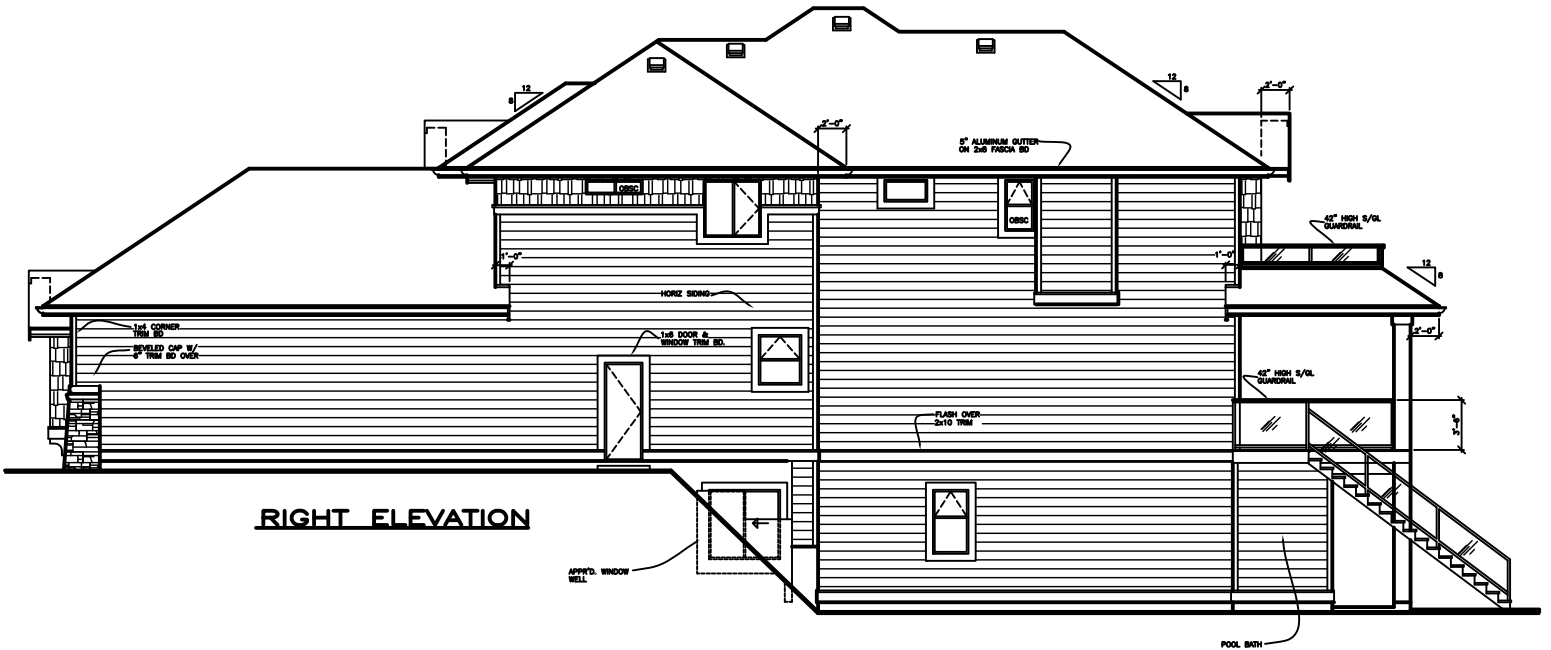 12
8
12
8
2'-0"
2'-0"
5" ALUMINUM GUTTER
ON 2x8 FASCIA BD
OBSC
OBSC
42" HIGH S/GL
GUARDRAIL
1'-0"
1'-0"
12
8
HORIZ SIDING
1x4 CORNER
TRIM BD
1x6 DOOR &
WINDOW TRIM BD.
2'-0"
BEVELED CAP W/
6" TRIM BD OVER
42" HIGH S/GL
GUARDRAIL
FLASH OVER
2x10 TRIM
3'-6"
RIGHT ELEVATION
APPR'D. WINDOW
WELL
POOL BATH